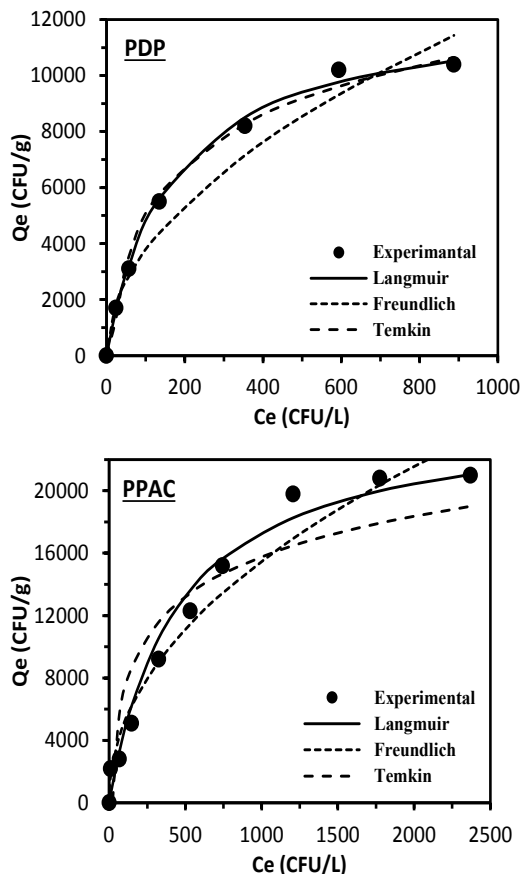 PDP
12000
10000
8000
6000
4000
2000
0
Qe (CFU/g)
Experimantal
Langmuir
Freundlich
Temkin
0 200 400 600 800 1000
Ce (CFU/L)
PPAC
20000
16000
12000
8000
4000
0
Qe (CFU/g)
Experimental
Langmuir
Freundlich
Temkin
0 500 1000 1500 2000 2500
Ce (CFU/L)